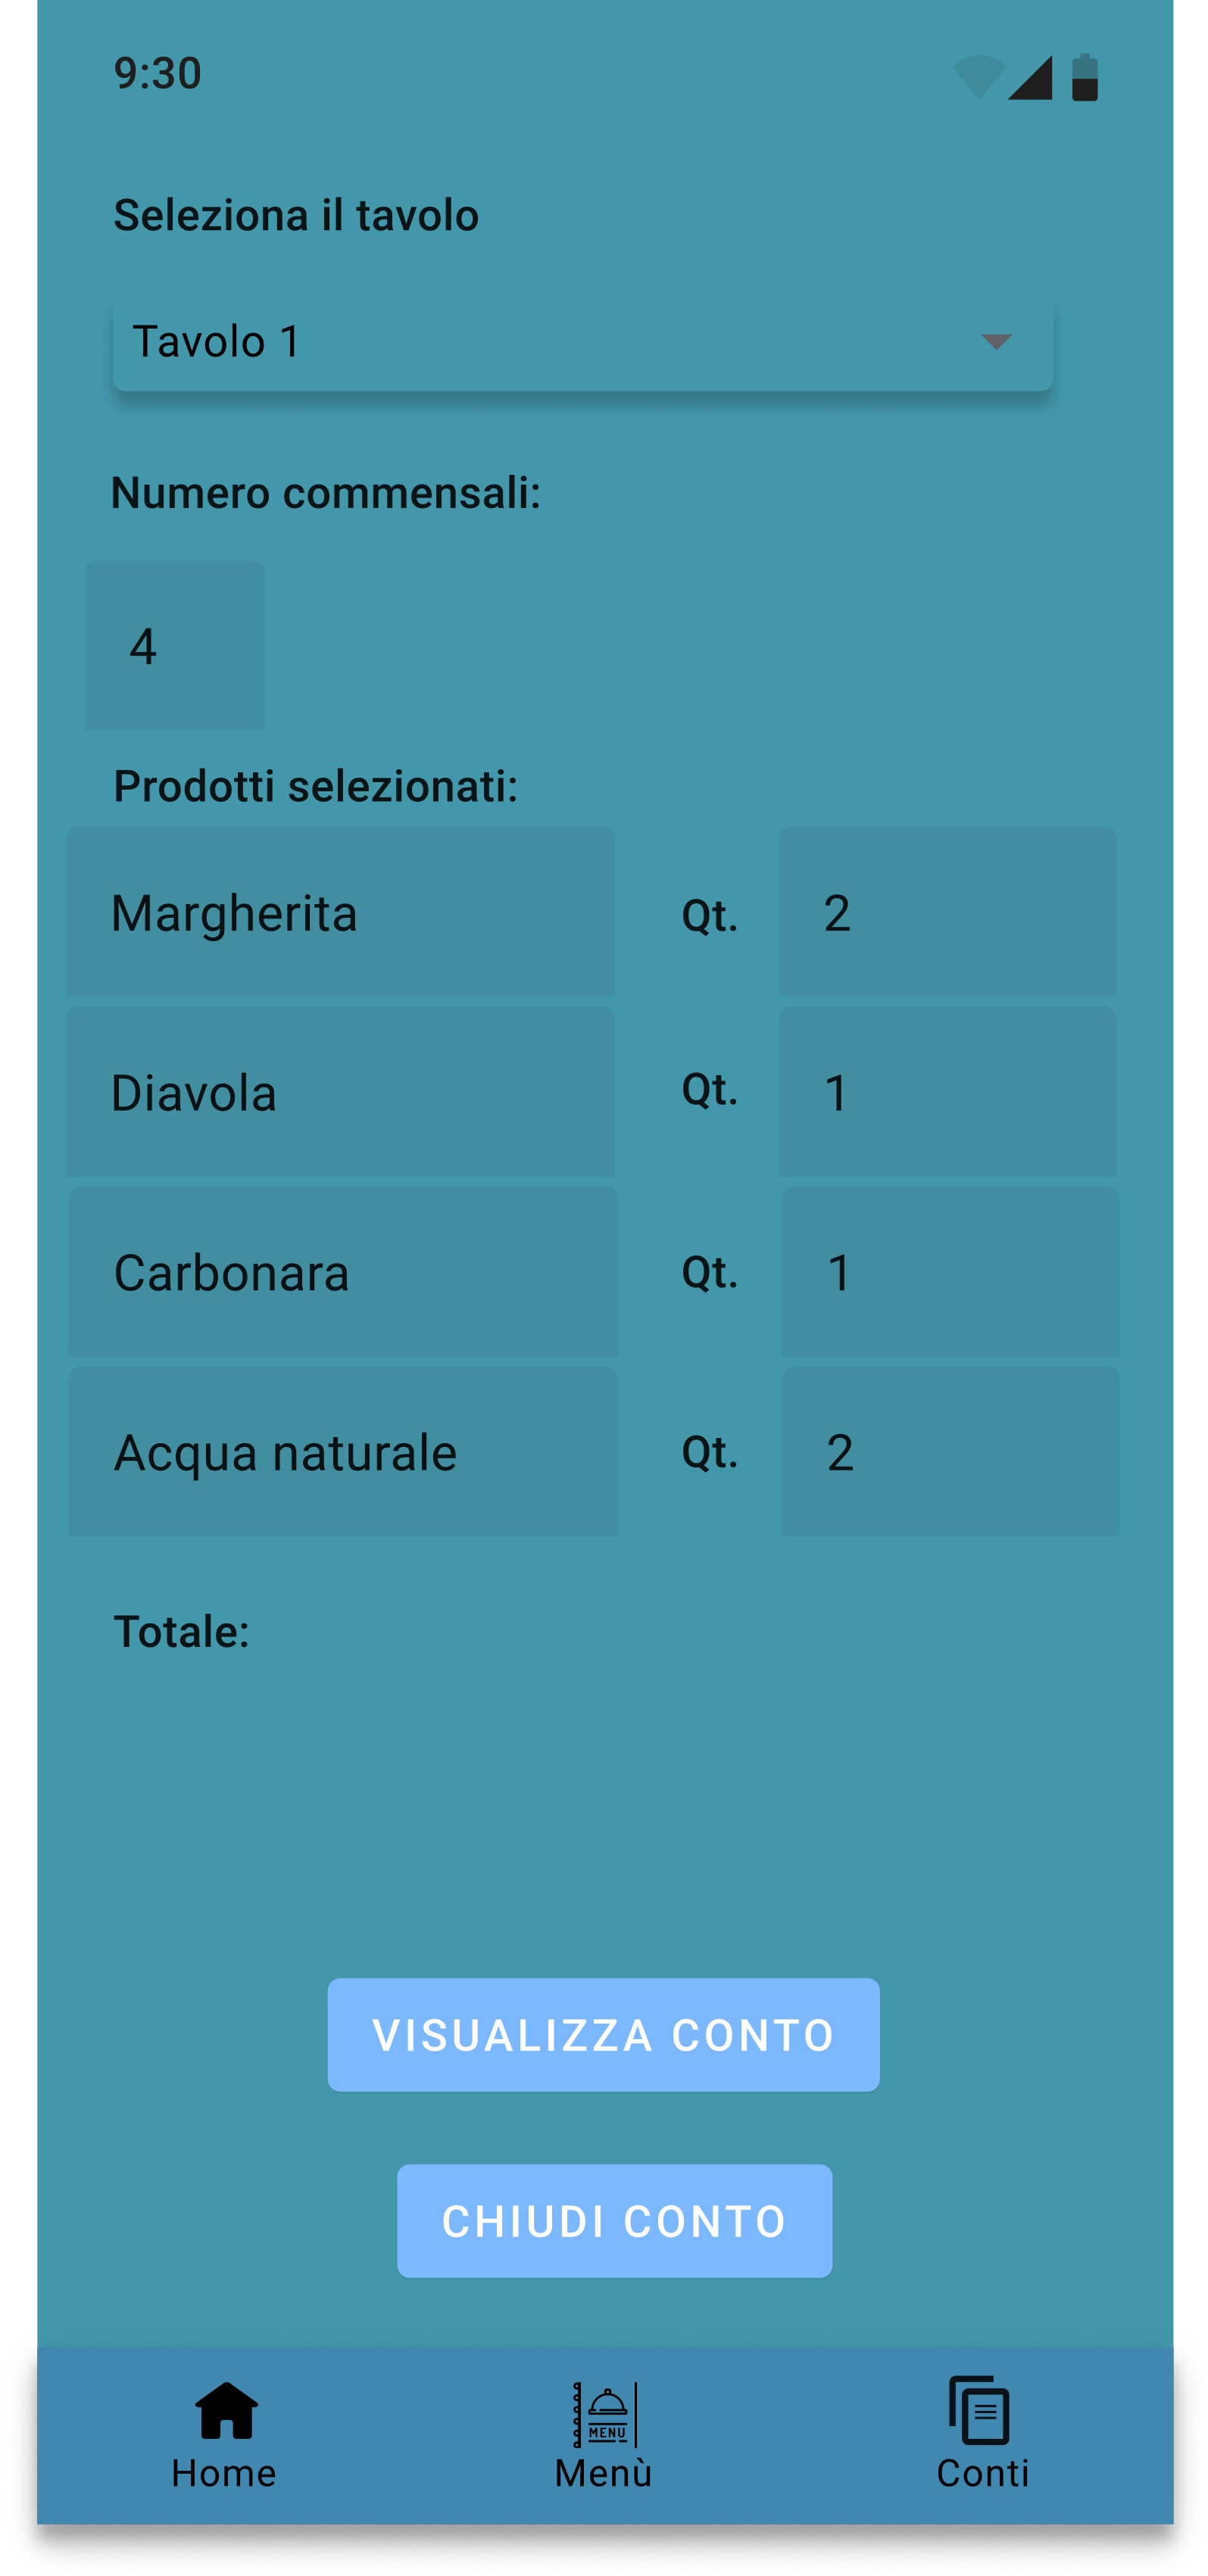 9:30
Seleziona il tavolo
Tavolo 1
Numero commensali:
4
Prodotti selezionati:
Margherita Qt. 2
Diavola Qt. 1
Carbonara Qt. 1
Acqua naturale Qt. 2
Totale:
VISUALIZZA CONTO
CHIUDI CONTO
MENU
Home Menù Conti